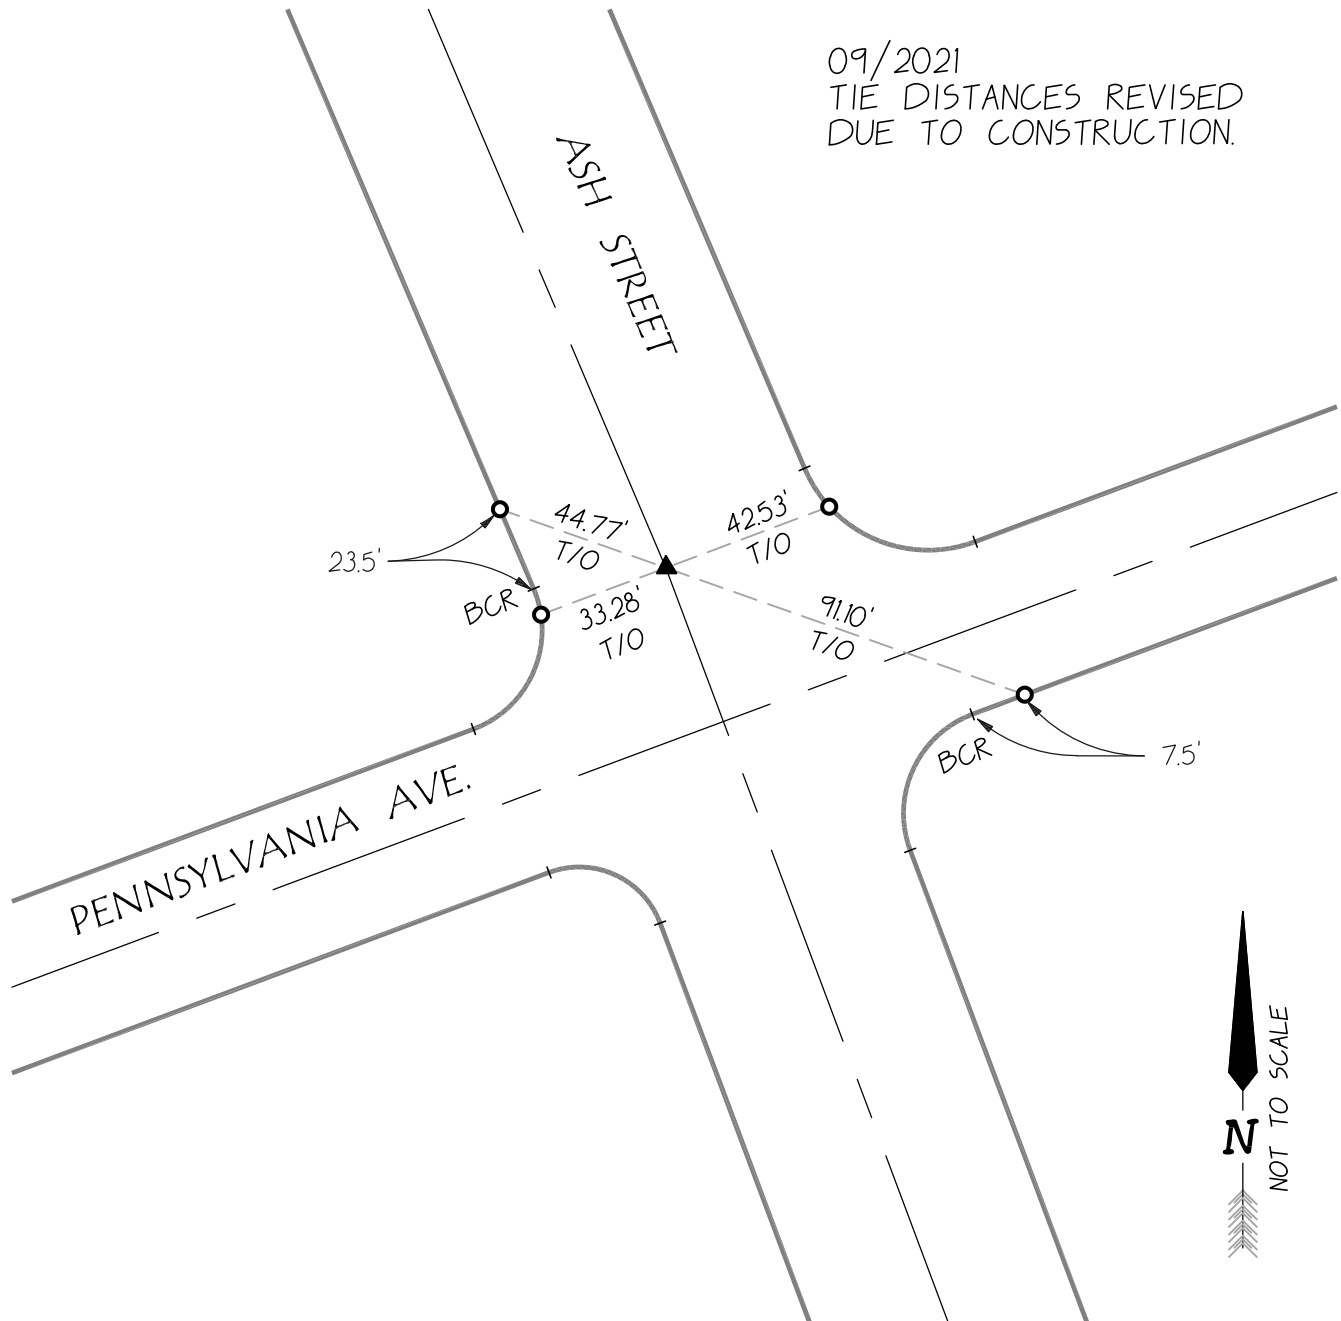 09/2021
TIE DISTANCES REVISED
DUE TO CONSTRUCTION.
ASH STREET
44.77'
T/O
42.53'
T/O
23.5'
BCR
33.28'
T/O
91.10'
T/O
BCR
7.5'
PENNSYLVANIA AVE.
N
NOT TO SCALE